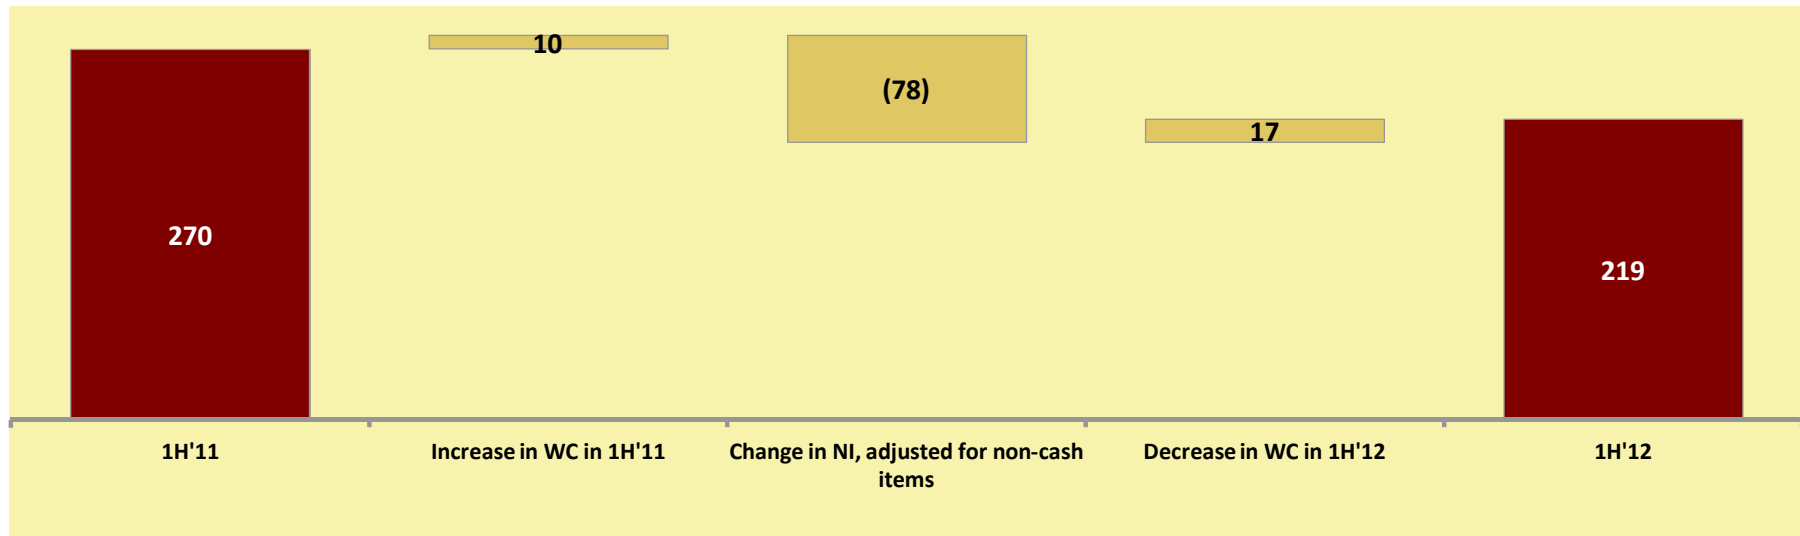 10
(78)
17
270
219
1H'11
Increase in WC in 1H'11
Change in NI, adjusted for non-cash
items
Decrease in WC in 1H'12
1H'12